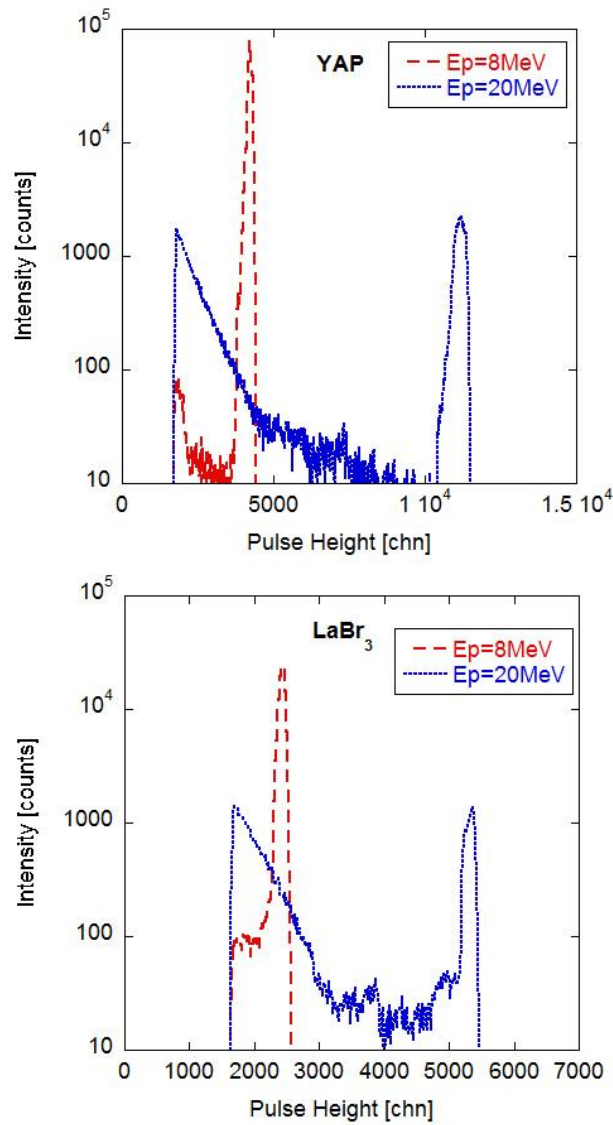 10^5
YAP
Ep=8MeV
Ep=20MeV
10^4
1000
100
10
Intensity [counts]
0
5000
1 10^4
1.5 10^4
Pulse Height [chn]
10^5
LaBr_3
Ep=8MeV
Ep=20MeV
10^4
1000
100
10
Intensity [counts]
0 1000 2000 3000 4000 5000 6000 7000
Pulse Height [chn]